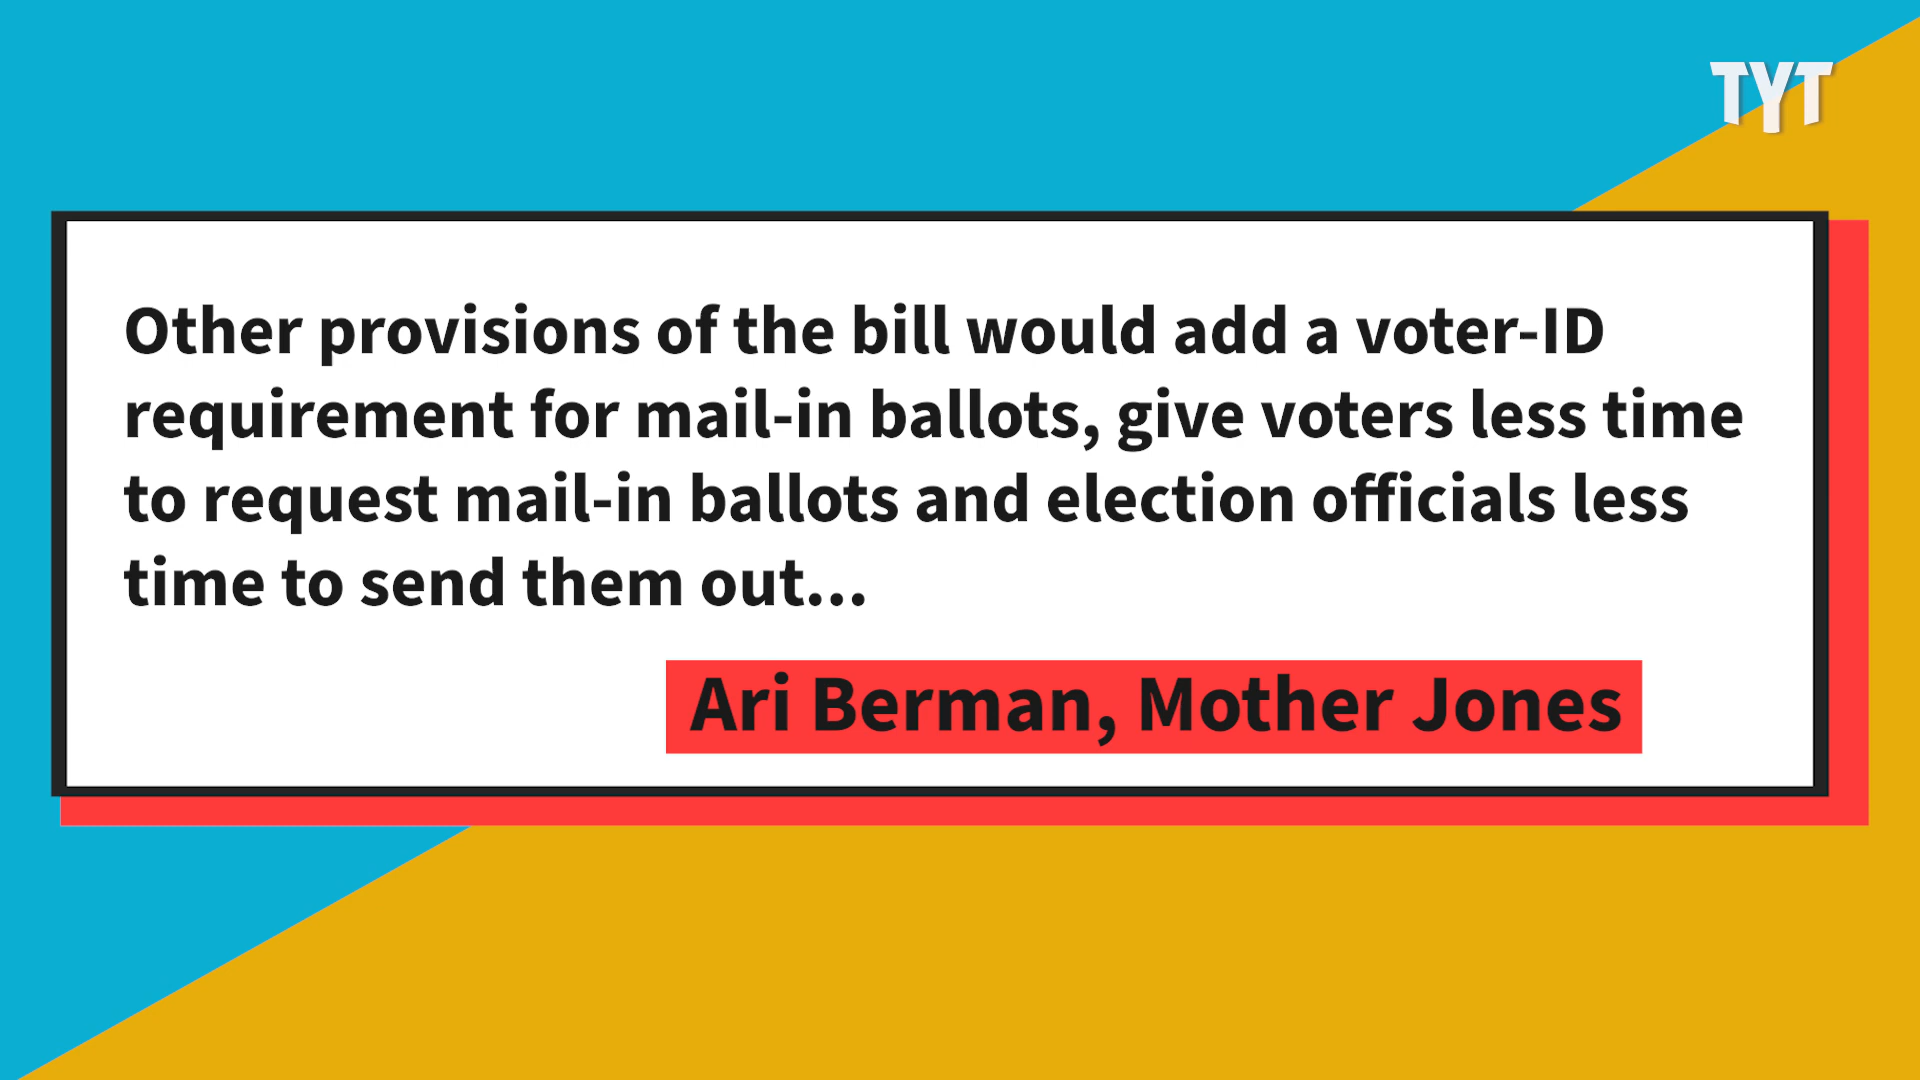 TYT
Other provisions of the bill would add a voter-ID
requirement for mail-in ballots, give voters less time
to request mail-in ballots and election officials less
time to send them out...
Ari Berman, Mother Jones